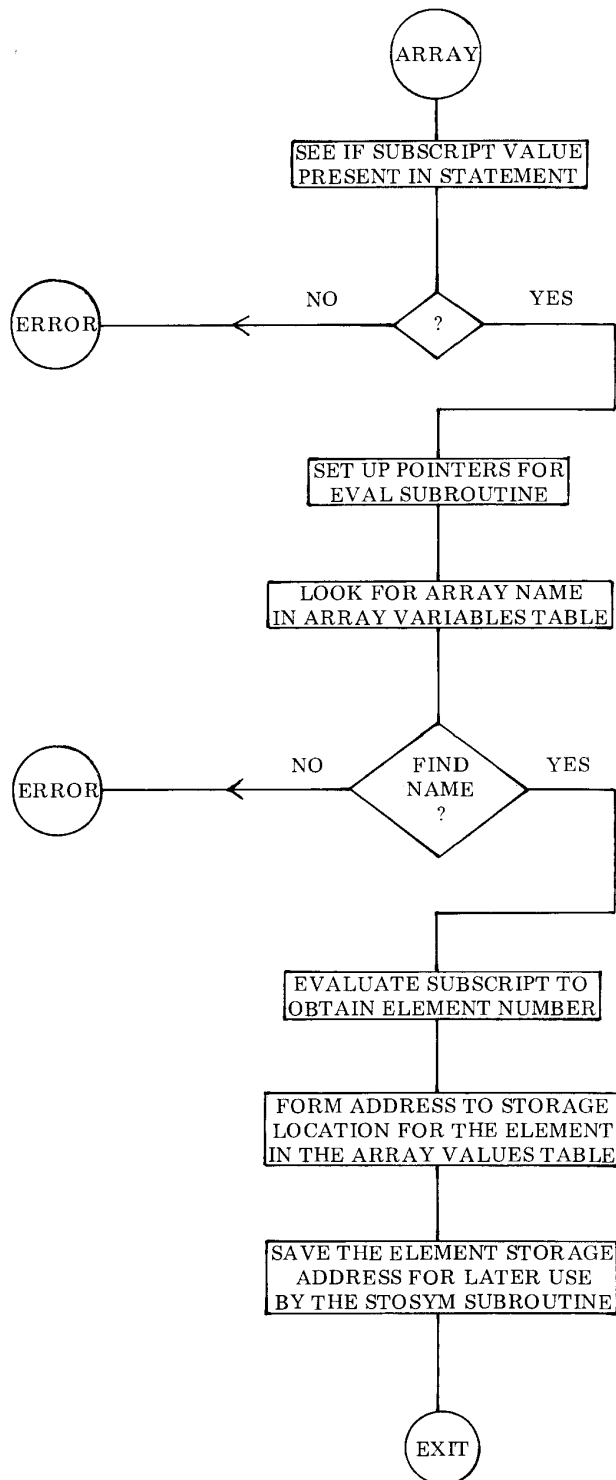 ARRAY
SEE IF SUBSCRIPT VALUE
PRESENT IN STATEMENT
NO
YES
ERROR
?
SET UP POINTERS FOR
EVAL SUBROUTINE
LOOK FOR ARRAY NAME
IN ARRAY VARIABLES TABLE
NO
YES
ERROR
FIND
NAME
?
EVALUATE SUBSCRIPT TO
OBTAIN ELEMENT NUMBER
FORM ADDRESS TO STORAGE
LOCATION FOR THE ELEMENT
IN THE ARRAY VALUES TABLE
SAVE THE ELEMENT STORAGE
ADDRESS FOR LATER USE
BY THE STOSYM SUBROUTINE
EXIT